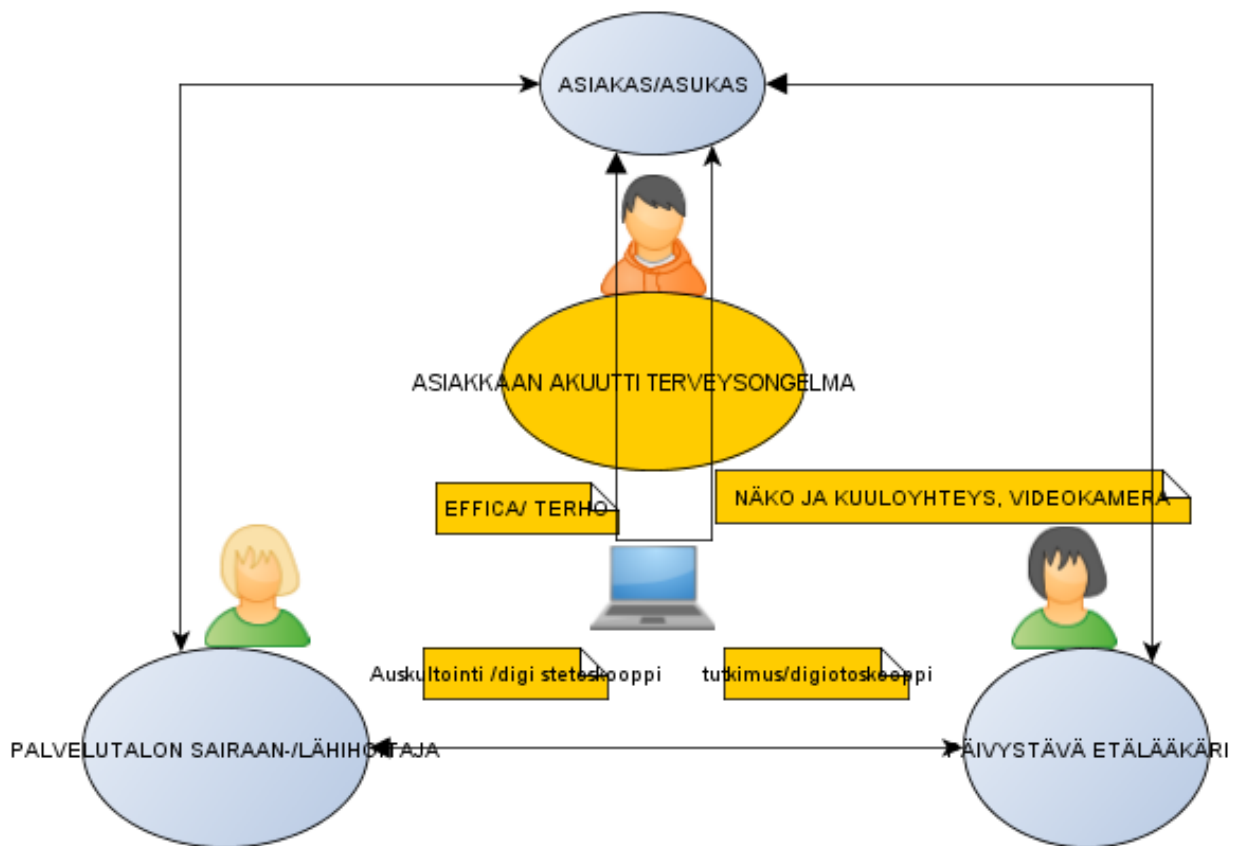 ASIAKAS/ASUKAS
ASIAKKAAN AKUUTTI TERVEYSONGELMA
EFFICA/ TERHO
NÄKO JA KUULOYHTEYS, VIDEOKAMERA
Auskultointi /digi stetoskooppi
tutkimus/digiotoskooppi
PALVELUTALON SAIRAAN-/LÄHIHOITAJA
PÄIVYSTÄVÄ ETÄLÄÄKÄRI